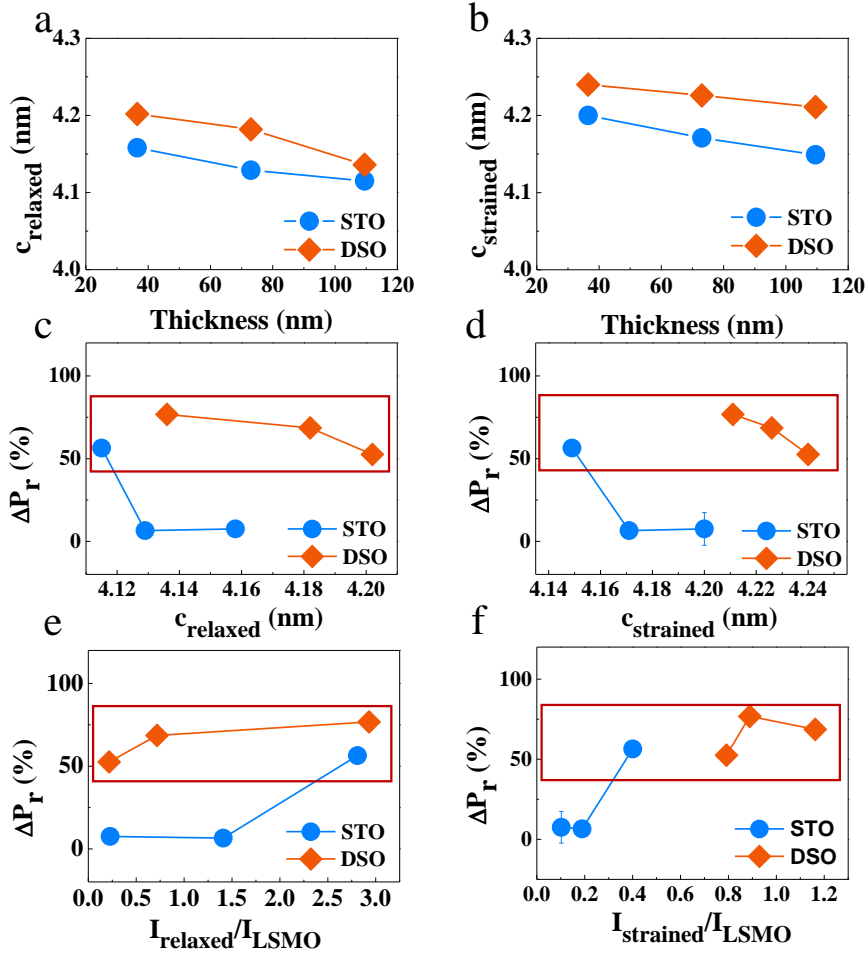 a
4.3
4.2
4.1
4.0
c_relaxed (nm)
STO
DSO
20 40 60 80 100 120
Thickness (nm)
b
4.3
4.2
4.1
4.0
c_strained (nm)
STO
DSO
20 40 60 80 100 120
Thickness (nm)
c
100
50
0
ΔP_r (%)
STO
DSO
4.12 4.14 4.16 4.18 4.20
c_relaxed (nm)
d
100
50
0
ΔP_r (%)
STO
DSO
4.14 4.16 4.18 4.20 4.22 4.24
c_strained (nm)
e
100
50
0
ΔP_r (%)
STO
DSO
0.0 0.5 1.0 1.5 2.0 2.5 3.0
I_relaxed/I_LSMO
f
100
50
0
ΔP_r (%)
STO
DSO
0.0 0.2 0.4 0.6 0.8 1.0 1.2
I_strained/I_LSMO